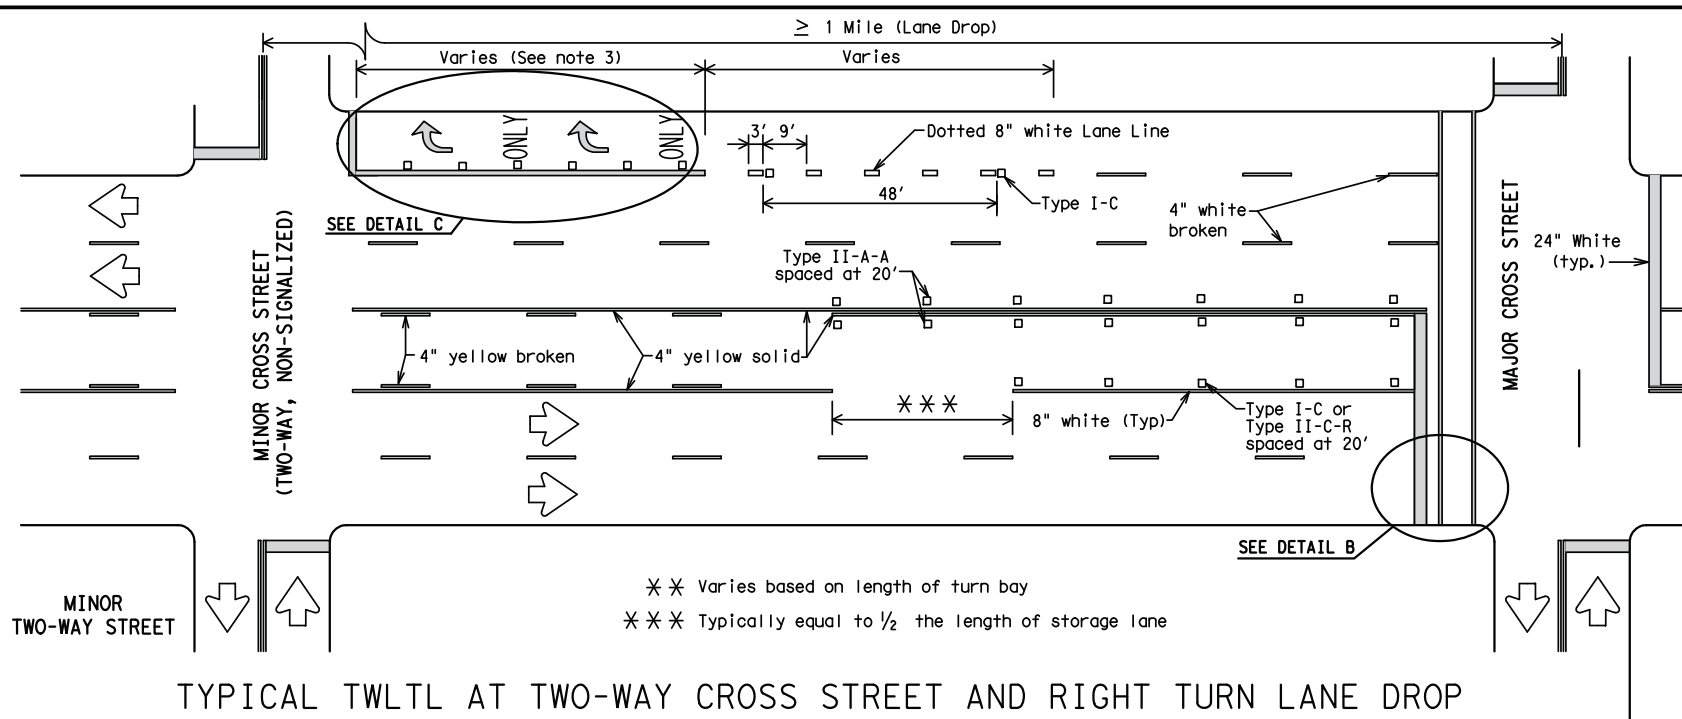 ≥ 1 Mile (Lane Drop)
Varies (See note 3)
Varies
ONLY
ONLY
3' 9'
Dotted 8" white Lane Line
48'
Type I-C
4" white
broken
SEE DETAIL C
MINOR CROSS STREET
(TWO-WAY, NON-SIGNALIZED)
Type II-A-A
spaced at 20'
MAJOR CROSS STREET
24" White
(typ.)
4" yellow broken
4" yellow solid
***
8" white (Typ)
Type I-C or
Type II-C-R
spaced at 20'
SEE DETAIL B
MINOR
TWO-WAY STREET
** Varies based on length of turn bay
*** Typically equal to ½ the length of storage lane
TYPICAL TWLTL AT TWO-WAY CROSS STREET AND RIGHT TURN LANE DROP